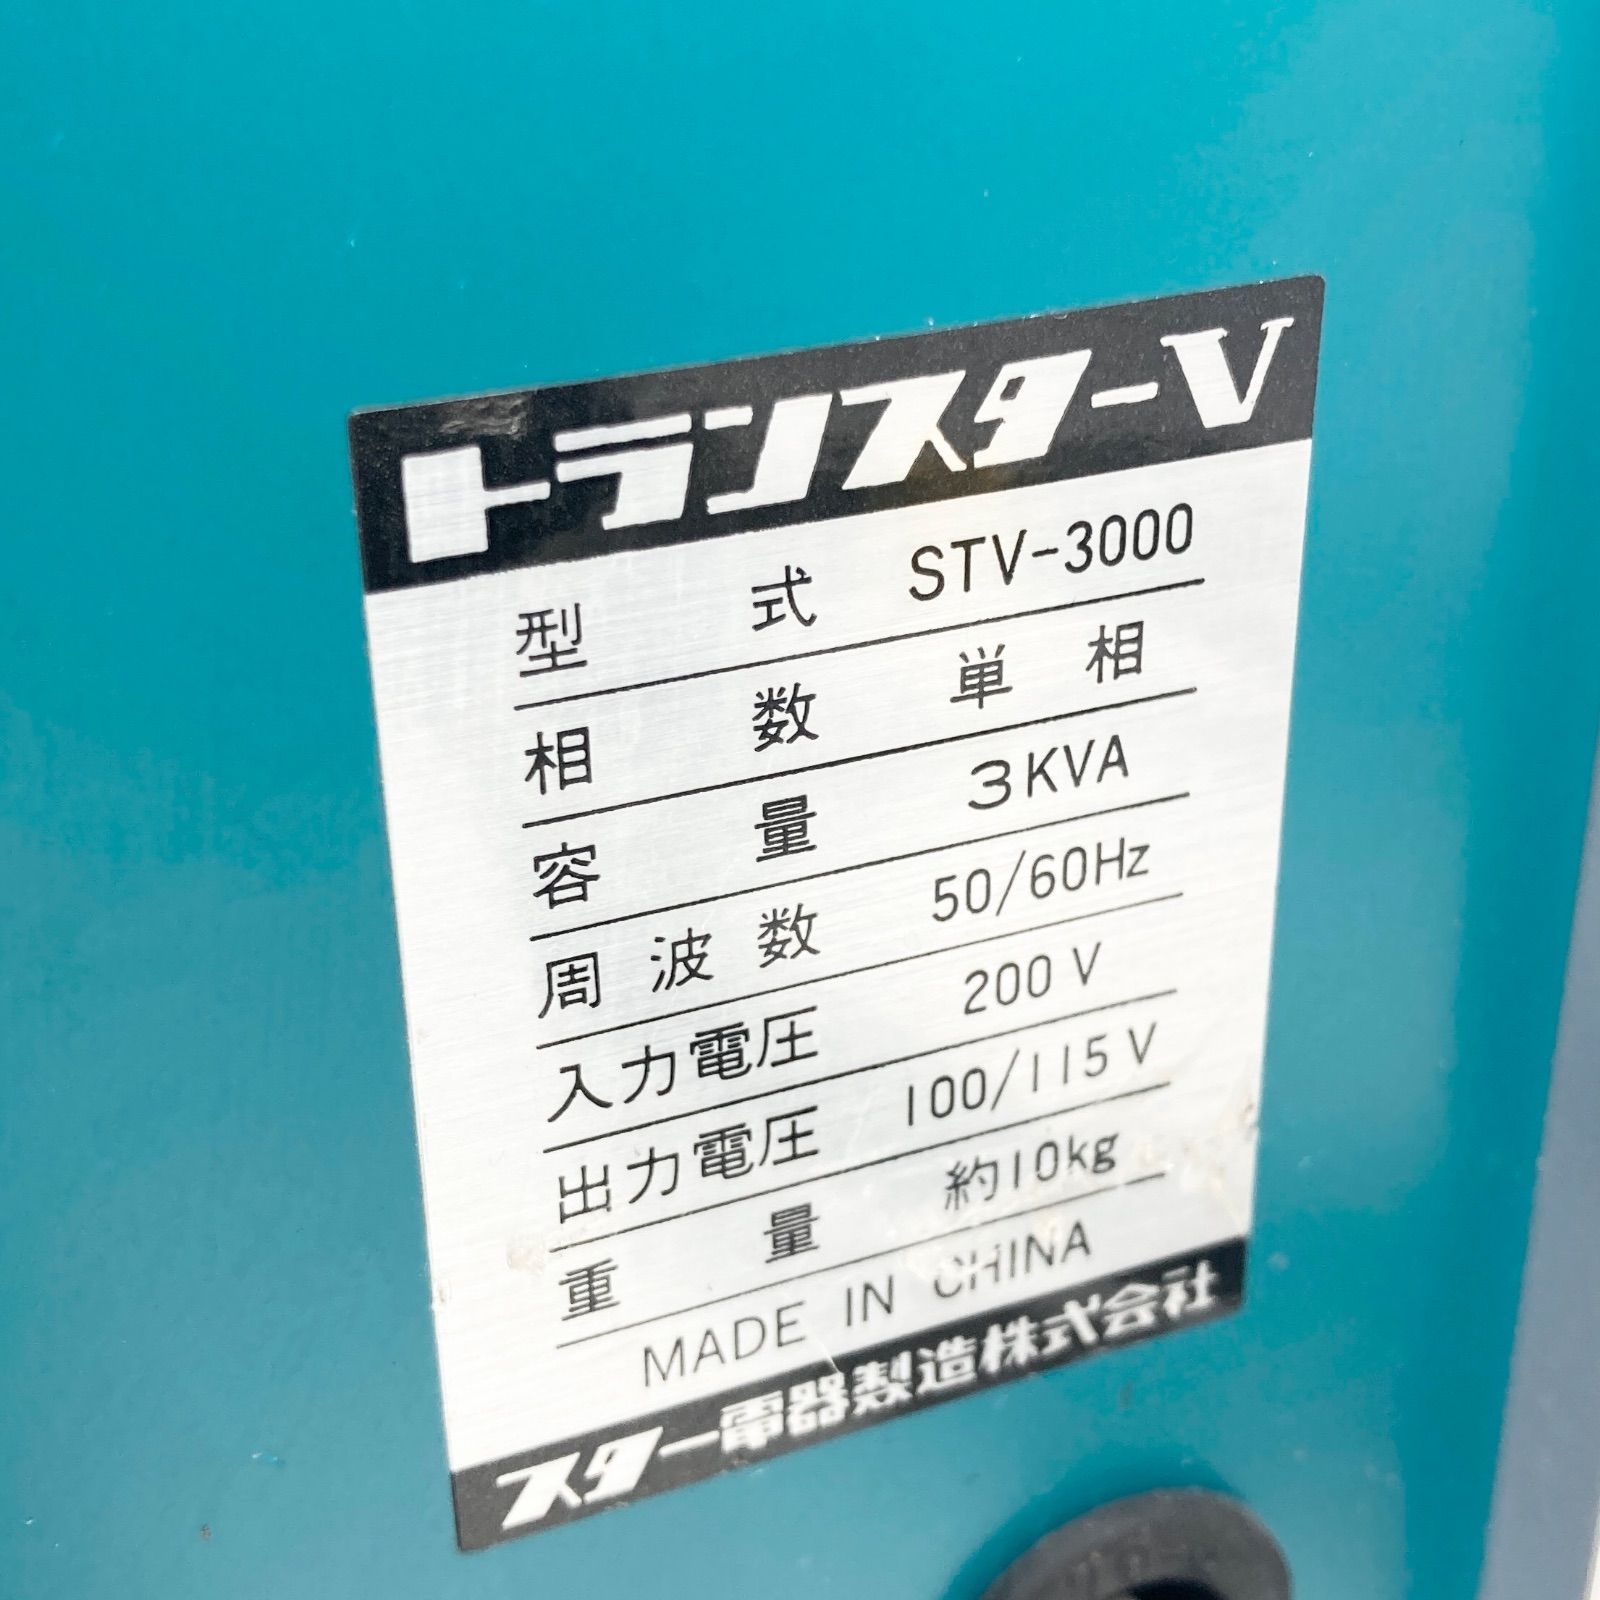 トランスターV
型式 STV-3000
相数 単相
容量 3KVA
周波数 50/60Hz
入力電圧 200V
出力電圧 100/115V
重量 約10kg
MADE IN CHINA
スター電器製造株式会社